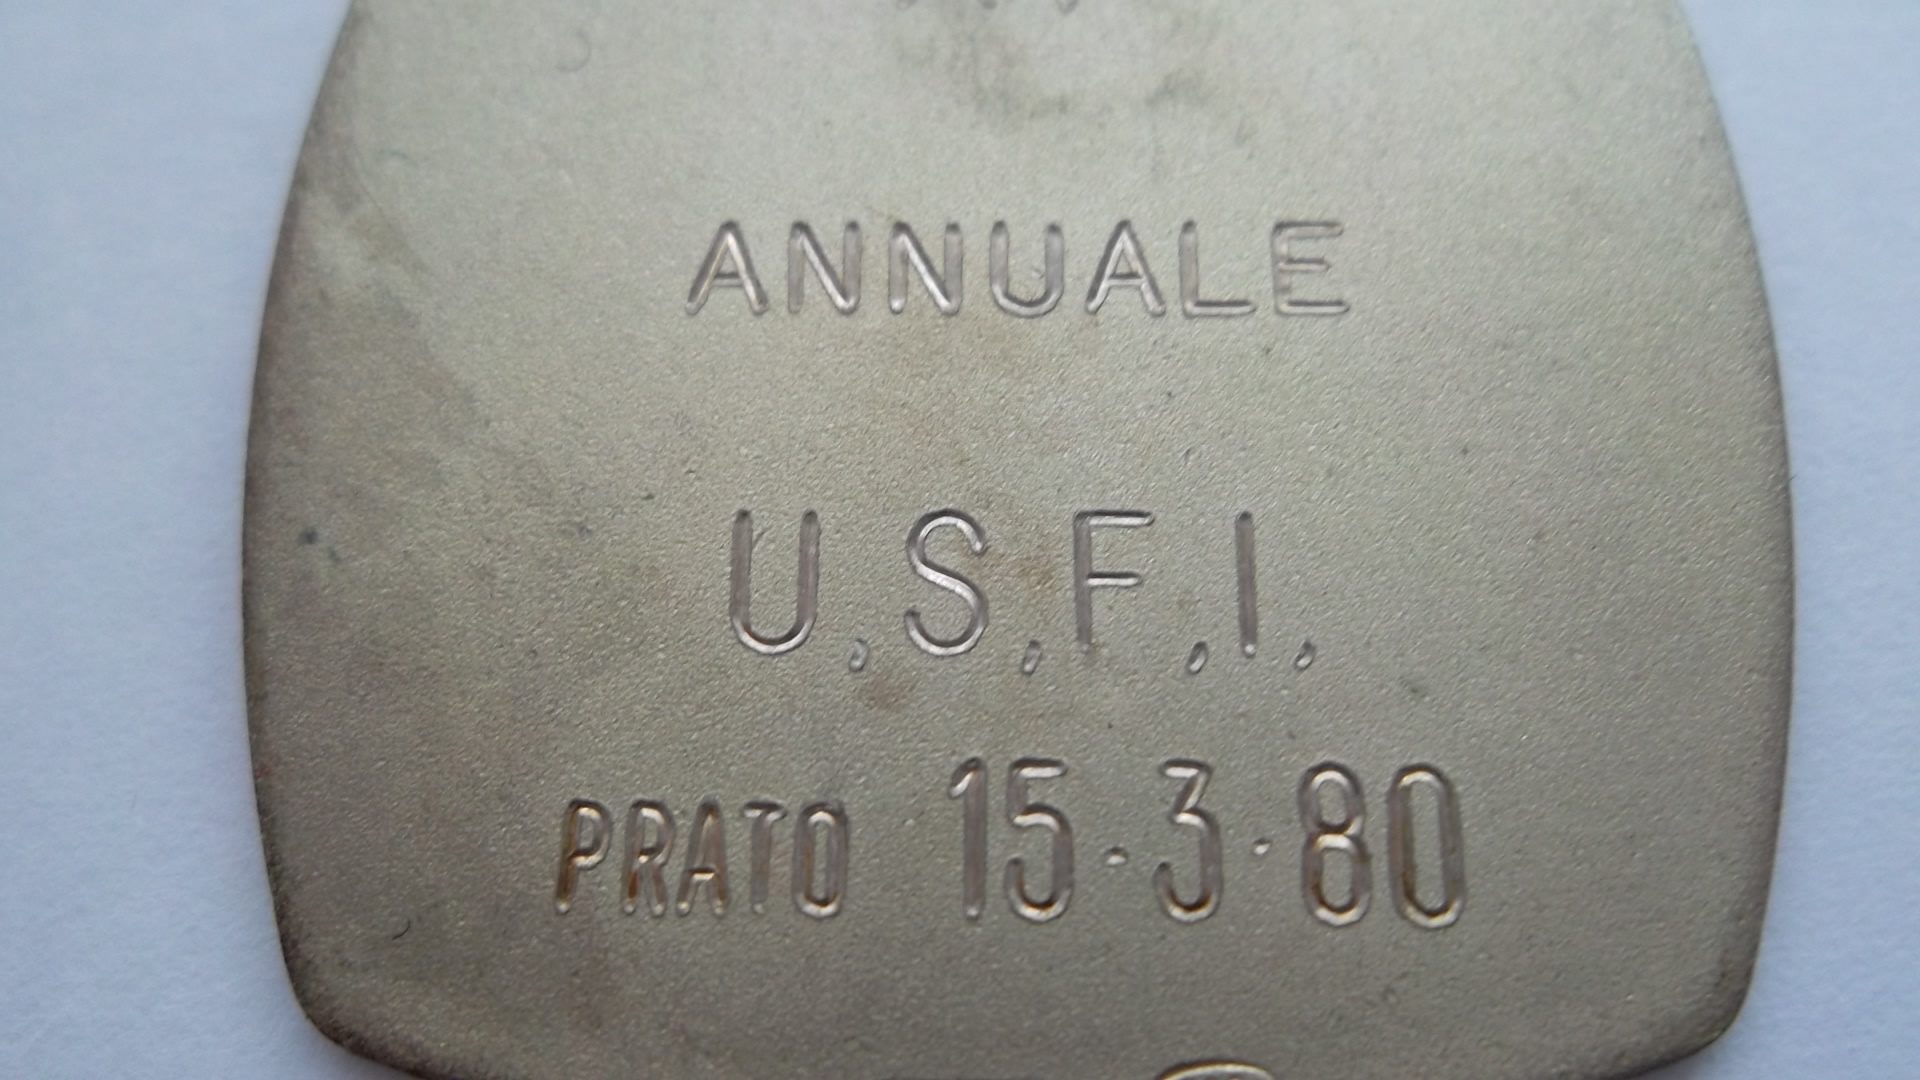 ANNUALE
U,S,F,I,
PRATO 15·3·80